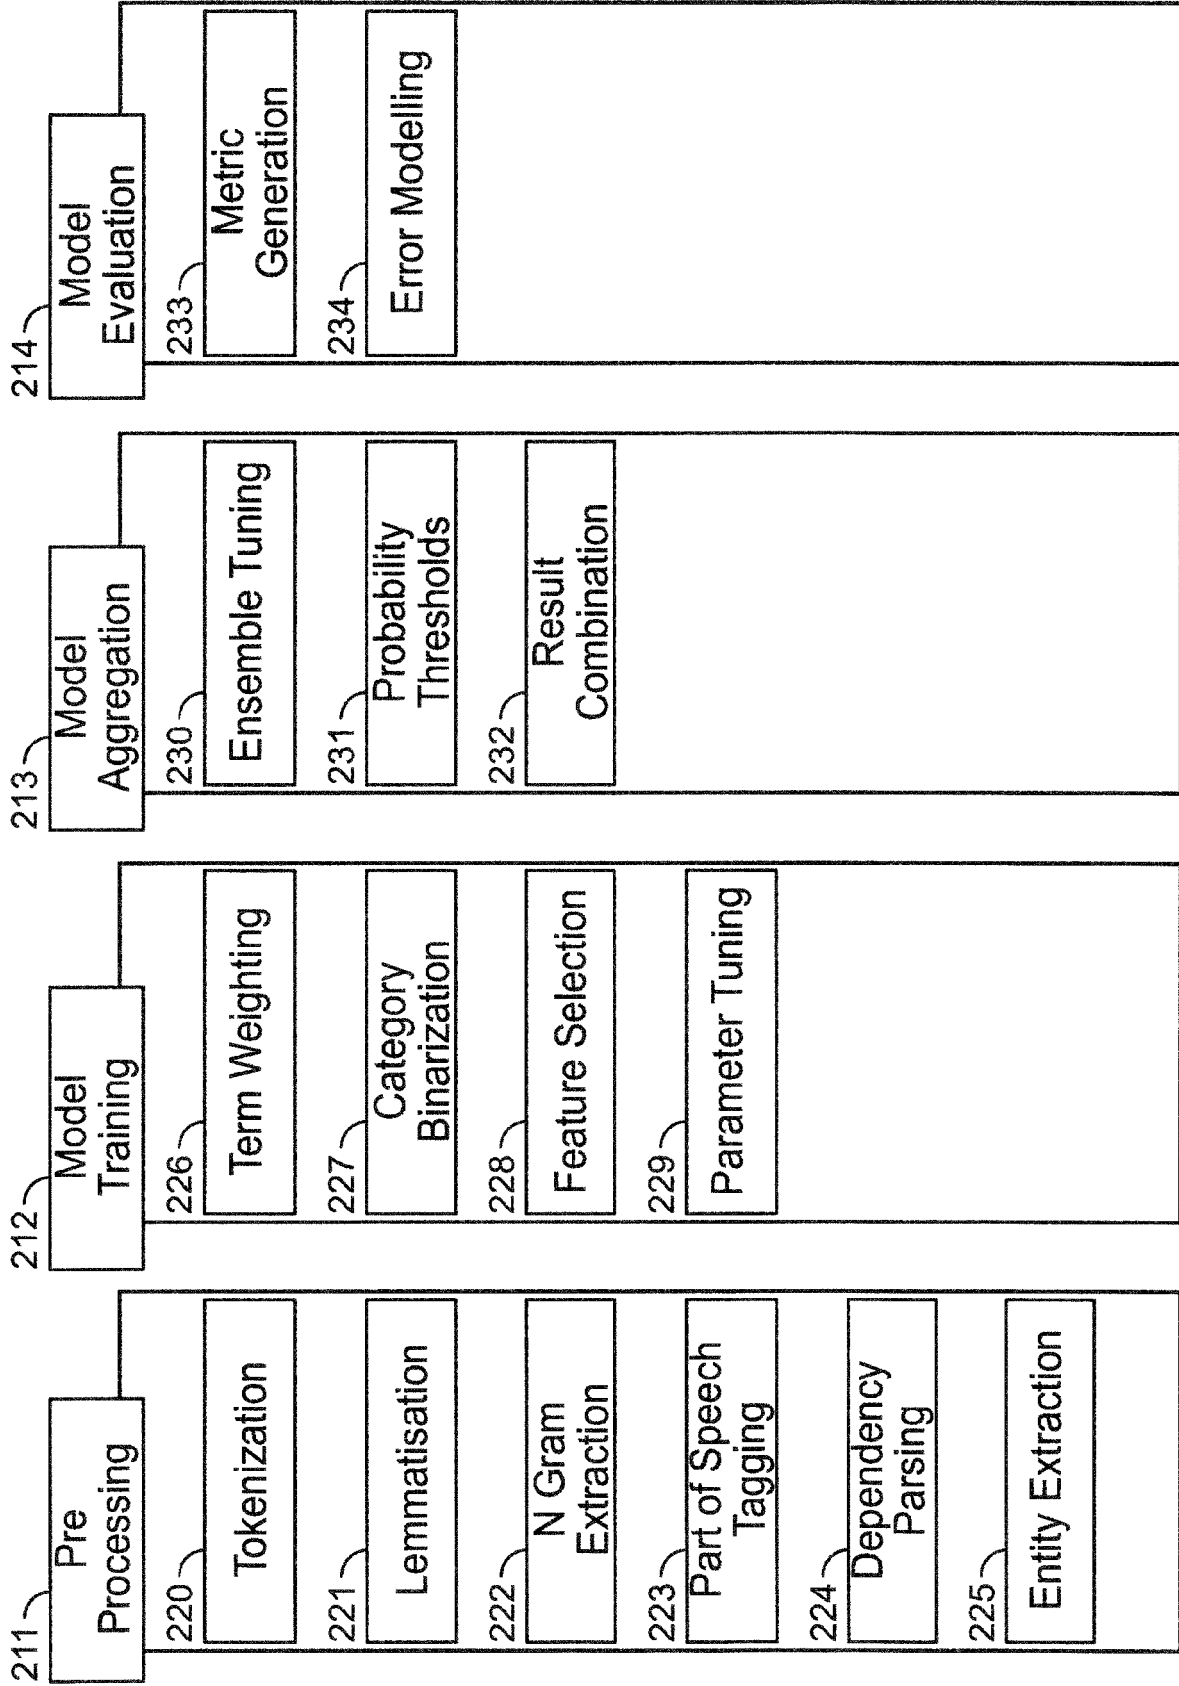 211
Pre
Processing
220
Tokenization
221
Lemmatisation
222
N Gram
Extraction
223
Part of Speech
Tagging
224
Dependency
Parsing
225
Entity Extraction
212
Model
Training
226
Term Weighting
227
Category
Binarization
228
Feature Selection
229
Parameter Tuning
213
Model
Aggregation
230
Ensemble Tuning
231
Probability
Thresholds
232
Result
Combination
214
Model
Evaluation
233
Metric
Generation
234
Error Modelling